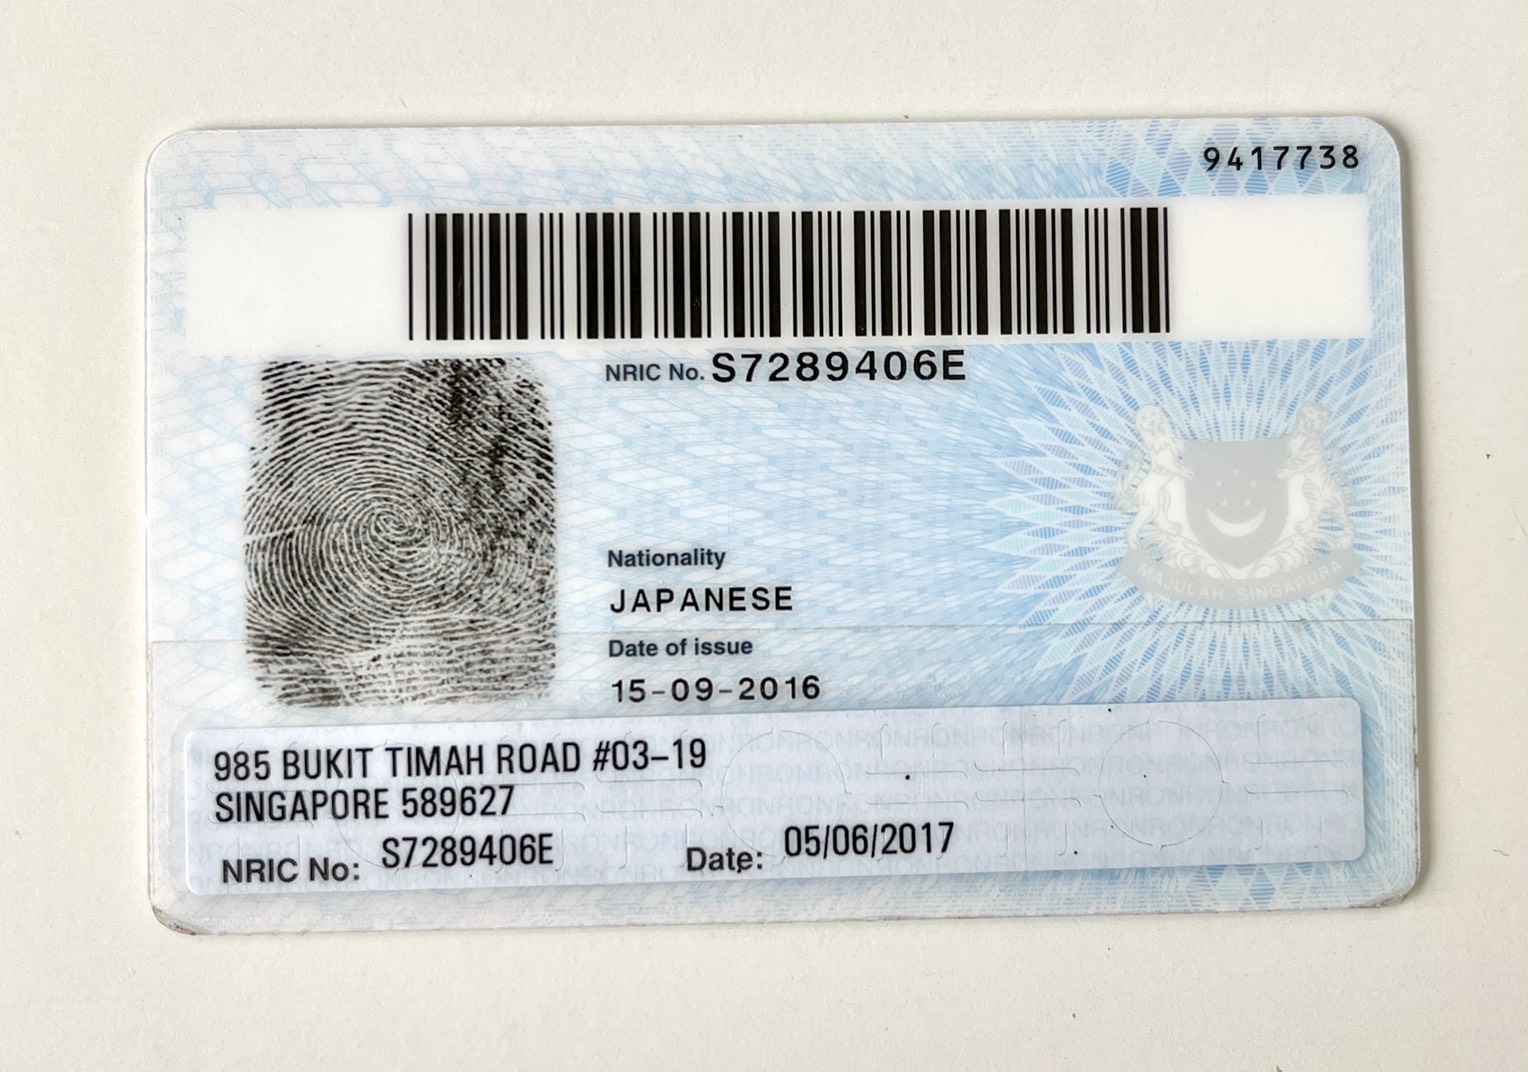 9417738
NRIC No. S7289406E
Nationality
JAPANESE
Date of issue
15-09-2016
MAJULAH SINGAPURA
985 BUKIT TIMAH ROAD #03-19
SINGAPORE 589627
NRIC No: S7289406E Date: 05/06/2017